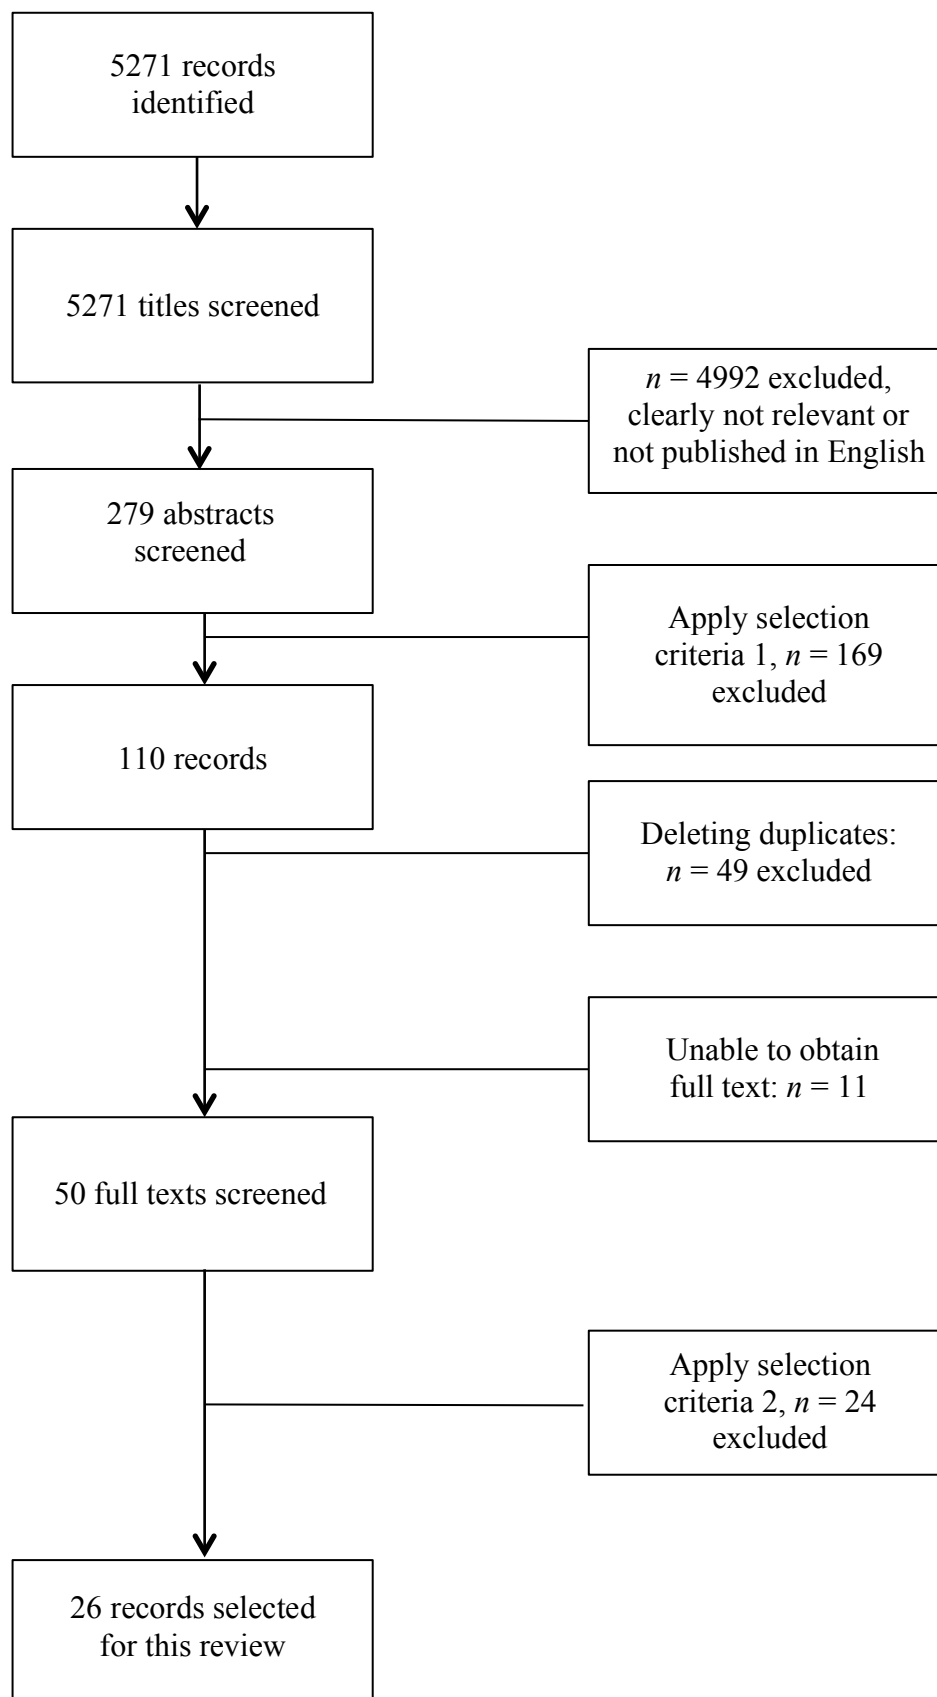 5271 records
identified
5271 titles screened
n = 4992 excluded,
clearly not relevant or
not published in English
279 abstracts
screened
Apply selection
criteria 1, n = 169
excluded
110 records
Deleting duplicates:
n = 49 excluded
Unable to obtain
full text: n = 11
50 full texts screened
Apply selection
criteria 2, n = 24
excluded
26 records selected
for this review